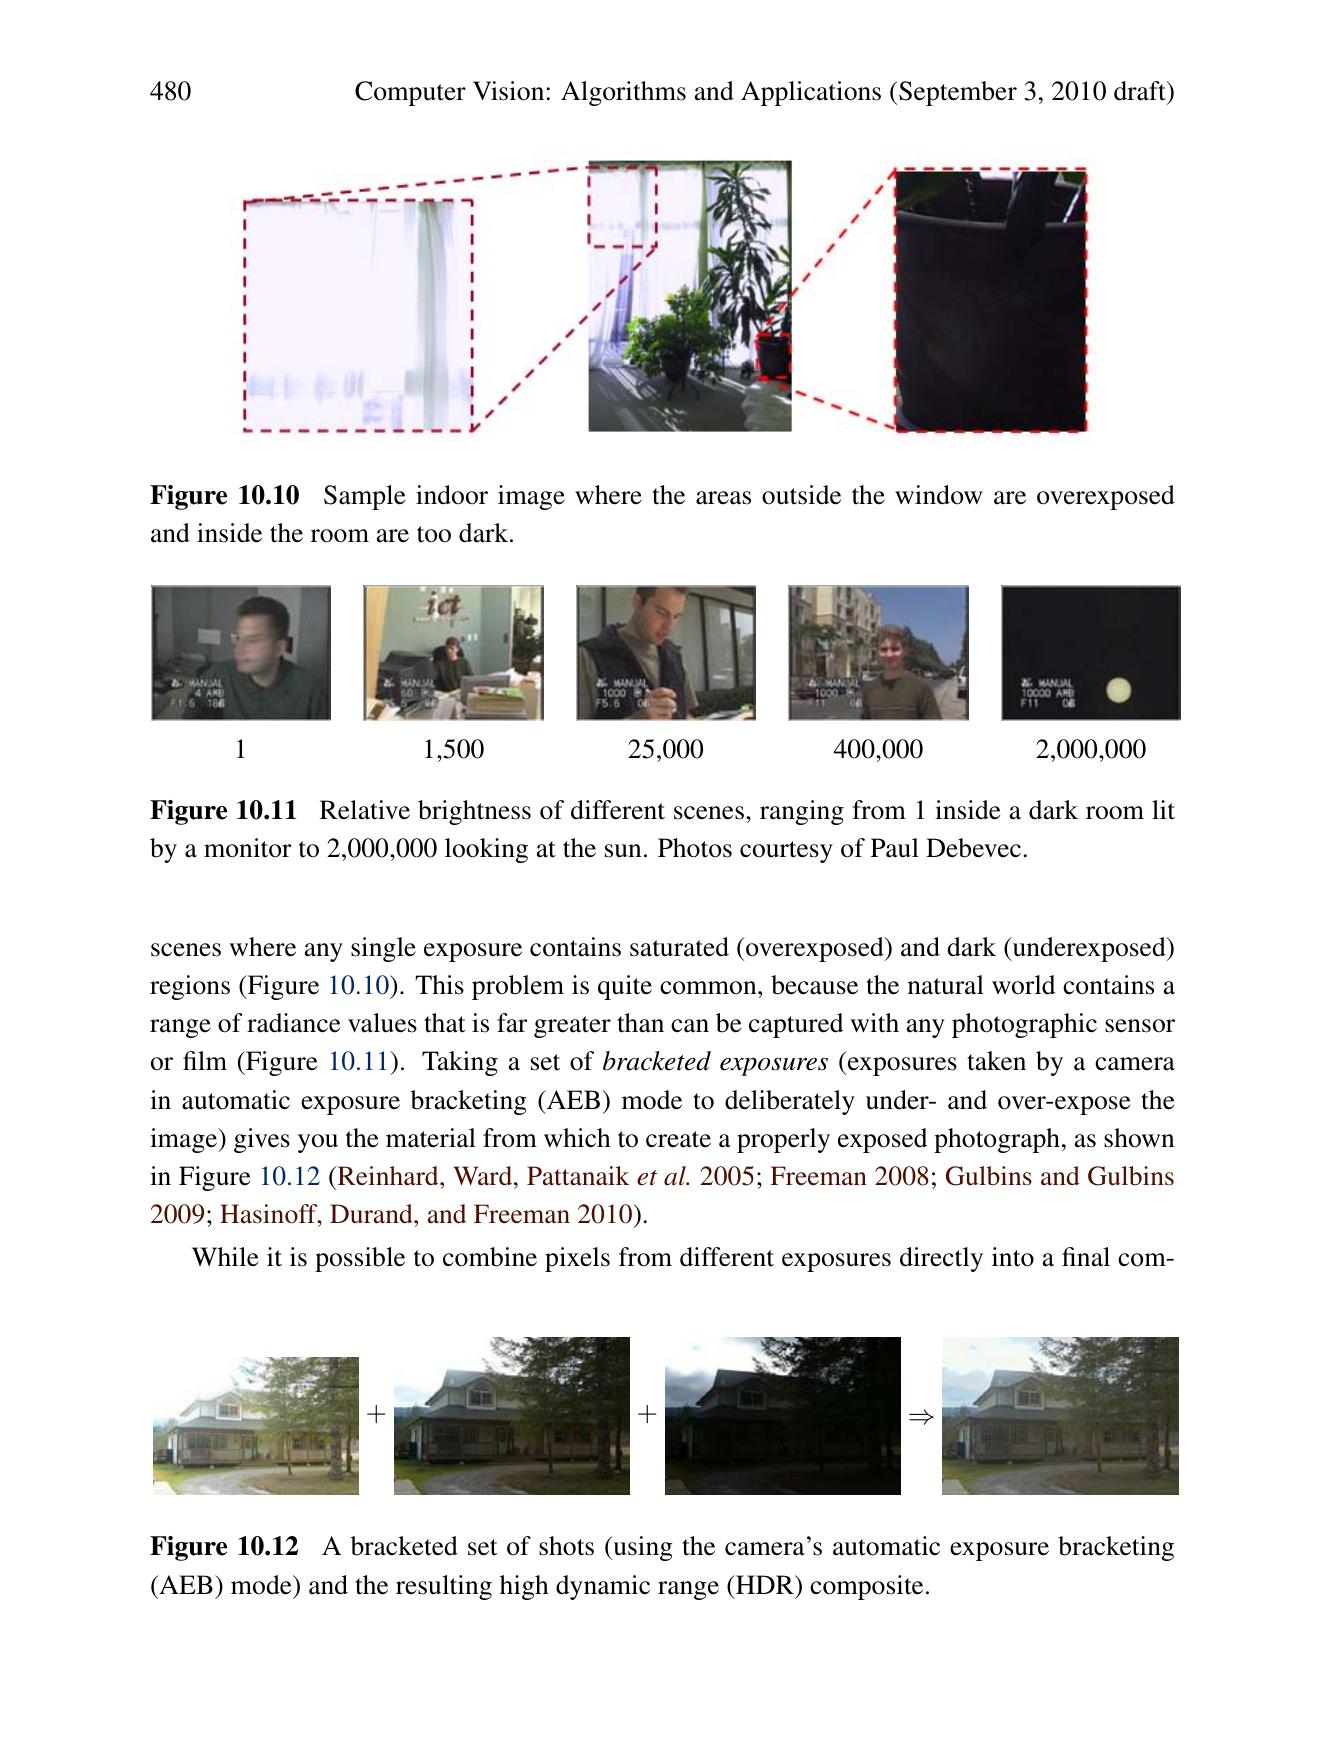 480
Computer Vision: Algorithms and Applications (September 3, 2010 draft)
Figure 10.10 Sample indoor image where the areas outside the window are overexposed
and inside the room are too dark.
ict
MANUAL
4 AMB
F1.6 18dB
MANUAL
60
MANUAL
1000
F5.6
MANUAL
1000
F11
MANUAL
10000 AMB
F11
1
1,500
25,000
400,000
2,000,000
Figure 10.11 Relative brightness of different scenes, ranging from 1 inside a dark room lit
by a monitor to 2,000,000 looking at the sun. Photos courtesy of Paul Debevec.
scenes where any single exposure contains saturated (overexposed) and dark (underexposed)
regions (Figure 10.10). This problem is quite common, because the natural world contains a
range of radiance values that is far greater than can be captured with any photographic sensor
or film (Figure 10.11). Taking a set of bracketed exposures (exposures taken by a camera
in automatic exposure bracketing (AEB) mode to deliberately under- and over-expose the
image) gives you the material from which to create a properly exposed photograph, as shown
in Figure 10.12 (Reinhard, Ward, Pattanaik et al. 2005; Freeman 2008; Gulbins and Gulbins
2009; Hasinoff, Durand, and Freeman 2010).
While it is possible to combine pixels from different exposures directly into a final com-
+
+
⇒
Figure 10.12 A bracketed set of shots (using the camera's automatic exposure bracketing
(AEB) mode) and the resulting high dynamic range (HDR) composite.